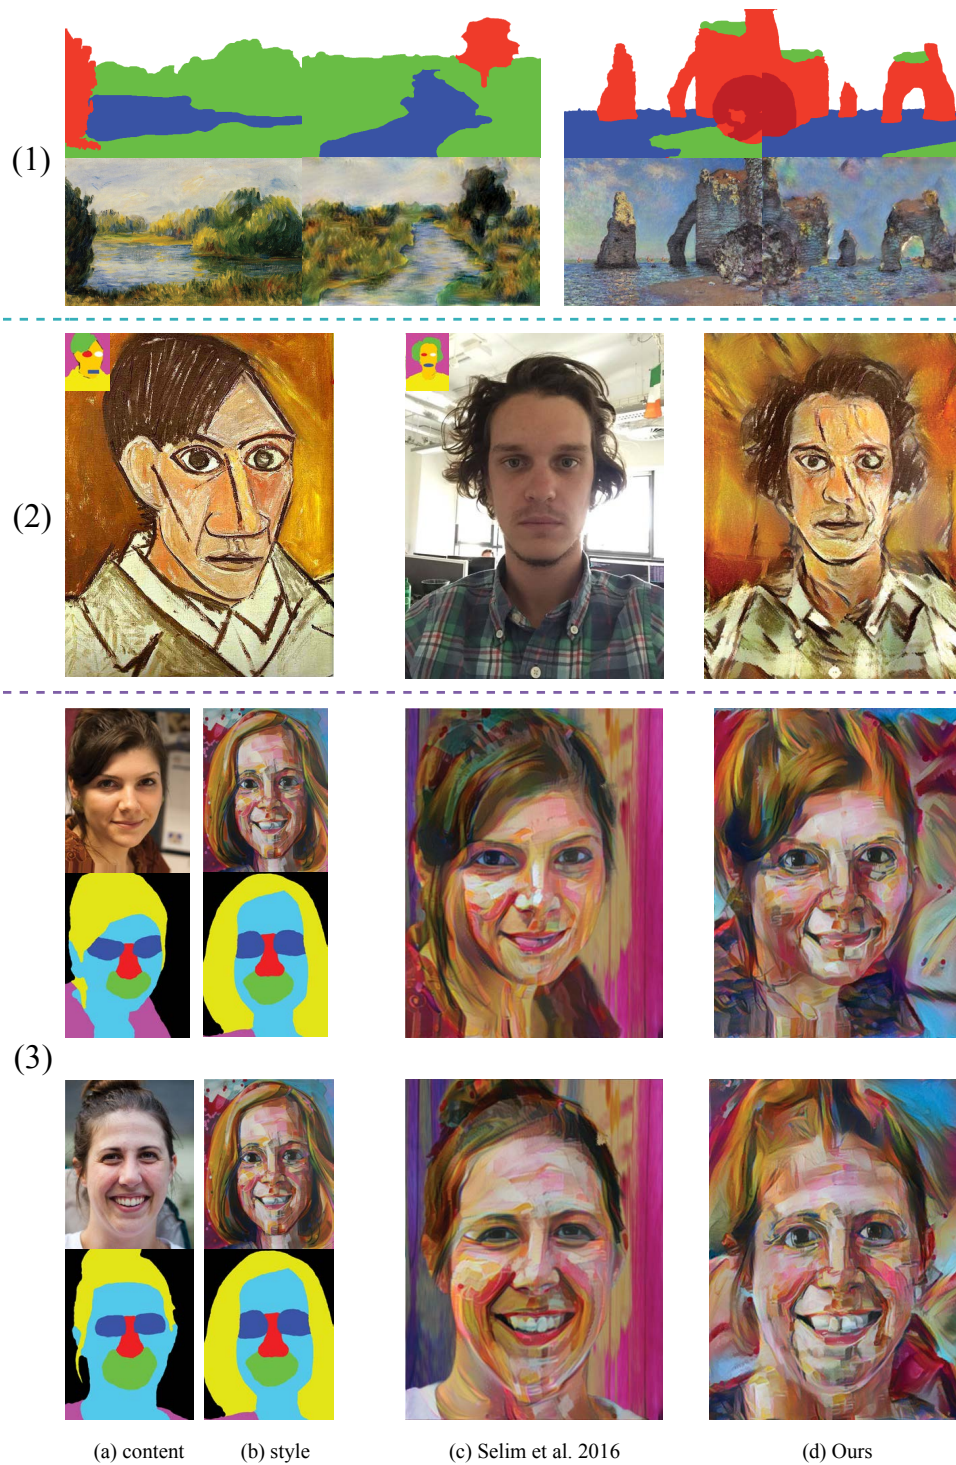 (1)
(2)
(3)
(a) content
(b) style
(c) Selim et al. 2016
(d) Ours